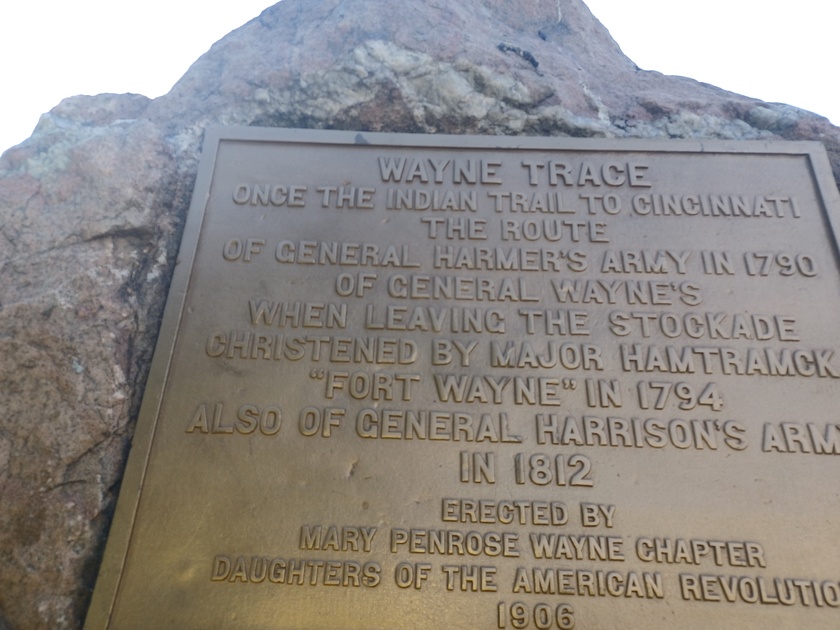 WAYNE TRACE
ONCE THE INDIAN TRAIL TO CINCINNATI
THE ROUTE
OF GENERAL HARMER'S ARMY IN 1790
OF GENERAL WAYNE'S
WHEN LEAVING THE STOCKADE
CHRISTENED BY MAJOR HAMTRAMCK
"FORT WAYNE" IN 1794
ALSO OF GENERAL HARRISON'S ARMY
IN 1812
ERECTED BY
MARY PENROSE WAYNE CHAPTER
DAUGHTERS OF THE AMERICAN REVOLUTIO
1906